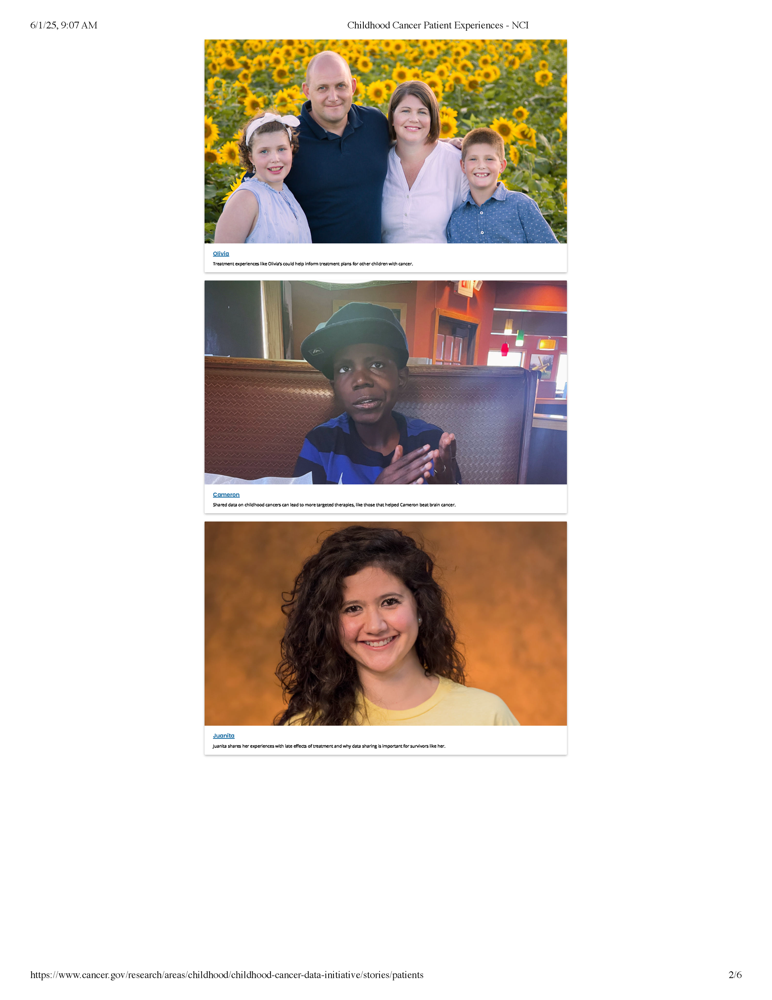 6/1/25, 9:07 AM
Childhood Cancer Patient Experiences - NCI
Olivia
Treatment experiences like Olivia's could help inform treatment plans for other children with cancer.
EXIT
Cameron
Shared data on childhood cancers can lead to more targeted therapies, like those that helped Cameron beat brain cancer.
Juanita
Juanita shares her experiences with late effects of treatment and why data sharing is important for survivors like her.
https://www.cancer.gov/research/areas/childhood/childhood-cancer-data-initiative/stories/patients
2/6